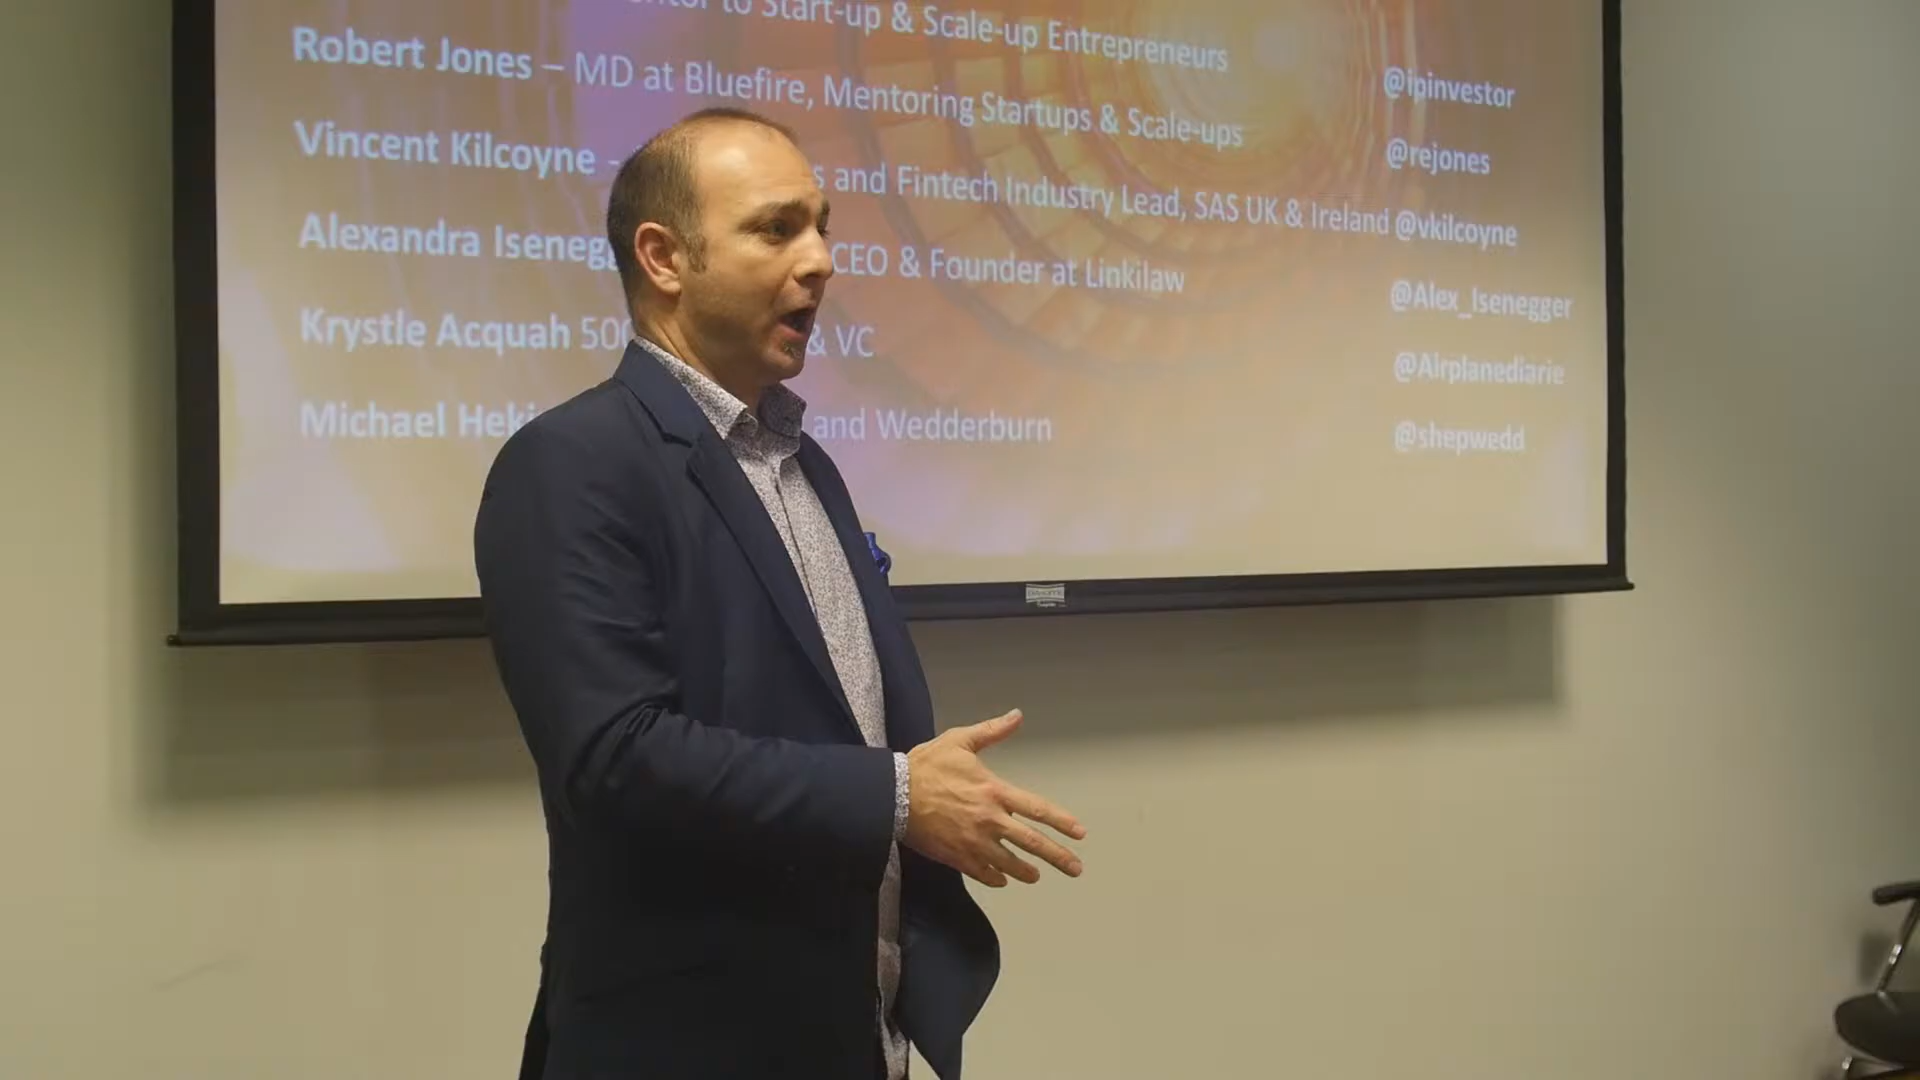 to Start-up & Scale-up Entrepreneurs
@ipinvestor
Robert Jones – MD at Bluefire, Mentoring Startups & Scale-ups
@rejones
Vincent Kilcoyne - and Fintech Industry Lead, SAS UK & Ireland @vkilcoyne
Alexandra CEO & Founder at Linkilaw
@Alex_Isenegger
Krystle Acquah & VC
@Airplanediarie
Michael and Wedderburn
@shepwedd